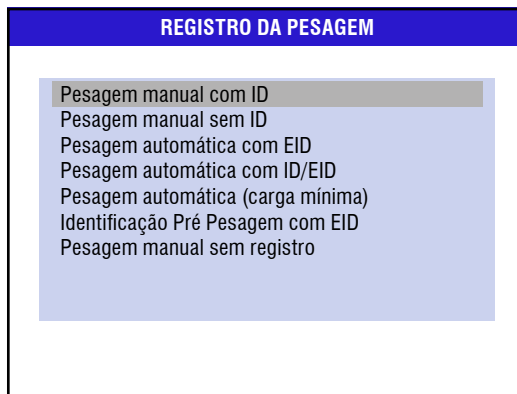 REGISTRO DA PESAGEM
Pesagem manual com ID
Pesagem manual sem ID
Pesagem automática com EID
Pesagem automática com ID/EID
Pesagem automática (carga mínima)
Identificação Pré Pesagem com EID
Pesagem manual sem registro